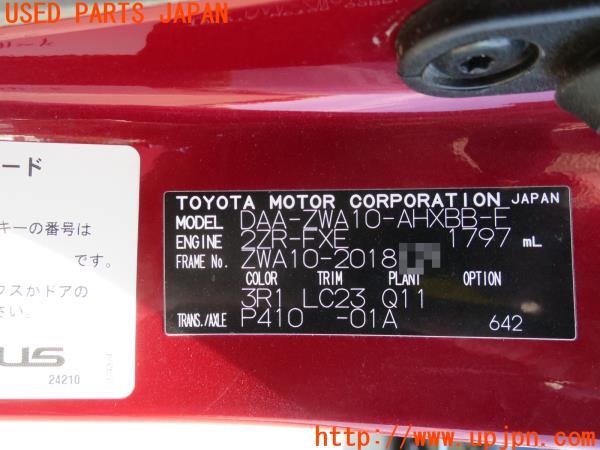 USED PARTS JAPAN
ード
キーの番号は
です。
クスかドアの
さい。
US
24210
TOYOTA MOTOR CORPORATION JAPAN
MODEL DAA-ZWA10-AHXBB-F
ENGINE 2ZR-FXE 1797 mL
FRAME NO. ZWA10-2018
COLOR TRIM PLANT OPTION
3R1 LC23 Q11
TRANS./AXLE P410 -01A 642
http://www.upjpn.com